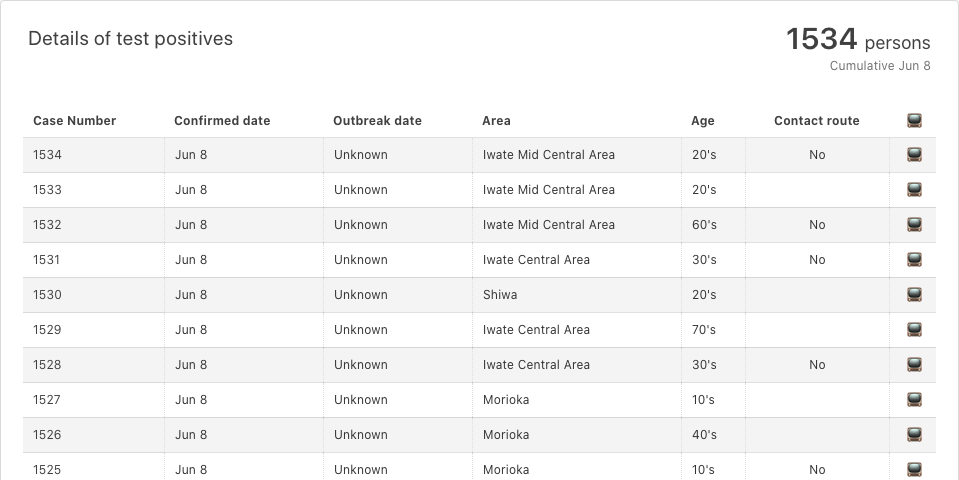 Details of test positives
1534 persons
Cumulative Jun 8
Case Number Confirmed date Outbreak date Area Age Contact route
1534 Jun 8 Unknown Iwate Mid Central Area 20's No
1533 Jun 8 Unknown Iwate Mid Central Area 20's
1532 Jun 8 Unknown Iwate Mid Central Area 60's No
1531 Jun 8 Unknown Iwate Central Area 30's No
1530 Jun 8 Unknown Shiwa 20's
1529 Jun 8 Unknown Iwate Central Area 70's
1528 Jun 8 Unknown Iwate Central Area 30's No
1527 Jun 8 Unknown Morioka 10's
1526 Jun 8 Unknown Morioka 40's
1525 Jun 8 Unknown Morioka 10's No